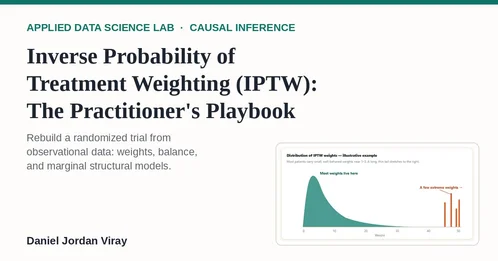 APPLIED DATA SCIENCE LAB · CAUSAL INFERENCE
Inverse Probability of
Treatment Weighting (IPTW):
The Practitioner's Playbook
Rebuild a randomized trial from
observational data: weights, balance,
and marginal structural models.
Distribution of IPTW weights — illustrative example
Most weights live here
A few extreme weights →
Daniel Jordan Viray